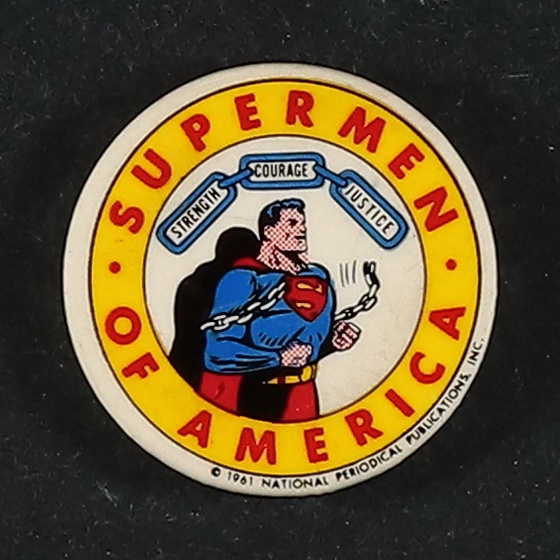 SUPERMEN
OF AMERICA
STRENGTH
COURAGE
JUSTICE
S
© 1961 NATIONAL PERIODICAL PUBLICATIONS, INC.